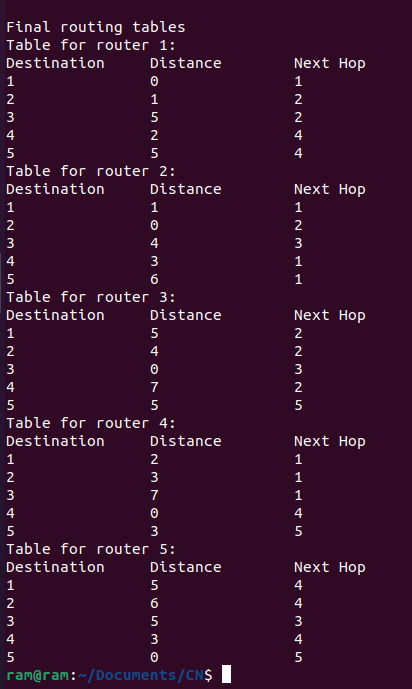 Final routing tables
Table for router 1:
Destination Distance Next Hop
1 0 1
2 1 2
3 5 2
4 2 4
5 5 4
Table for router 2:
Destination Distance Next Hop
1 1 1
2 0 2
3 4 3
4 3 1
5 6 1
Table for router 3:
Destination Distance Next Hop
1 5 2
2 4 2
3 0 3
4 7 2
5 5 5
Table for router 4:
Destination Distance Next Hop
1 2 1
2 3 1
3 7 1
4 0 4
5 3 5
Table for router 5:
Destination Distance Next Hop
1 5 4
2 6 4
3 5 3
4 3 4
5 0 5
ram@ram:~/Documents/CN$